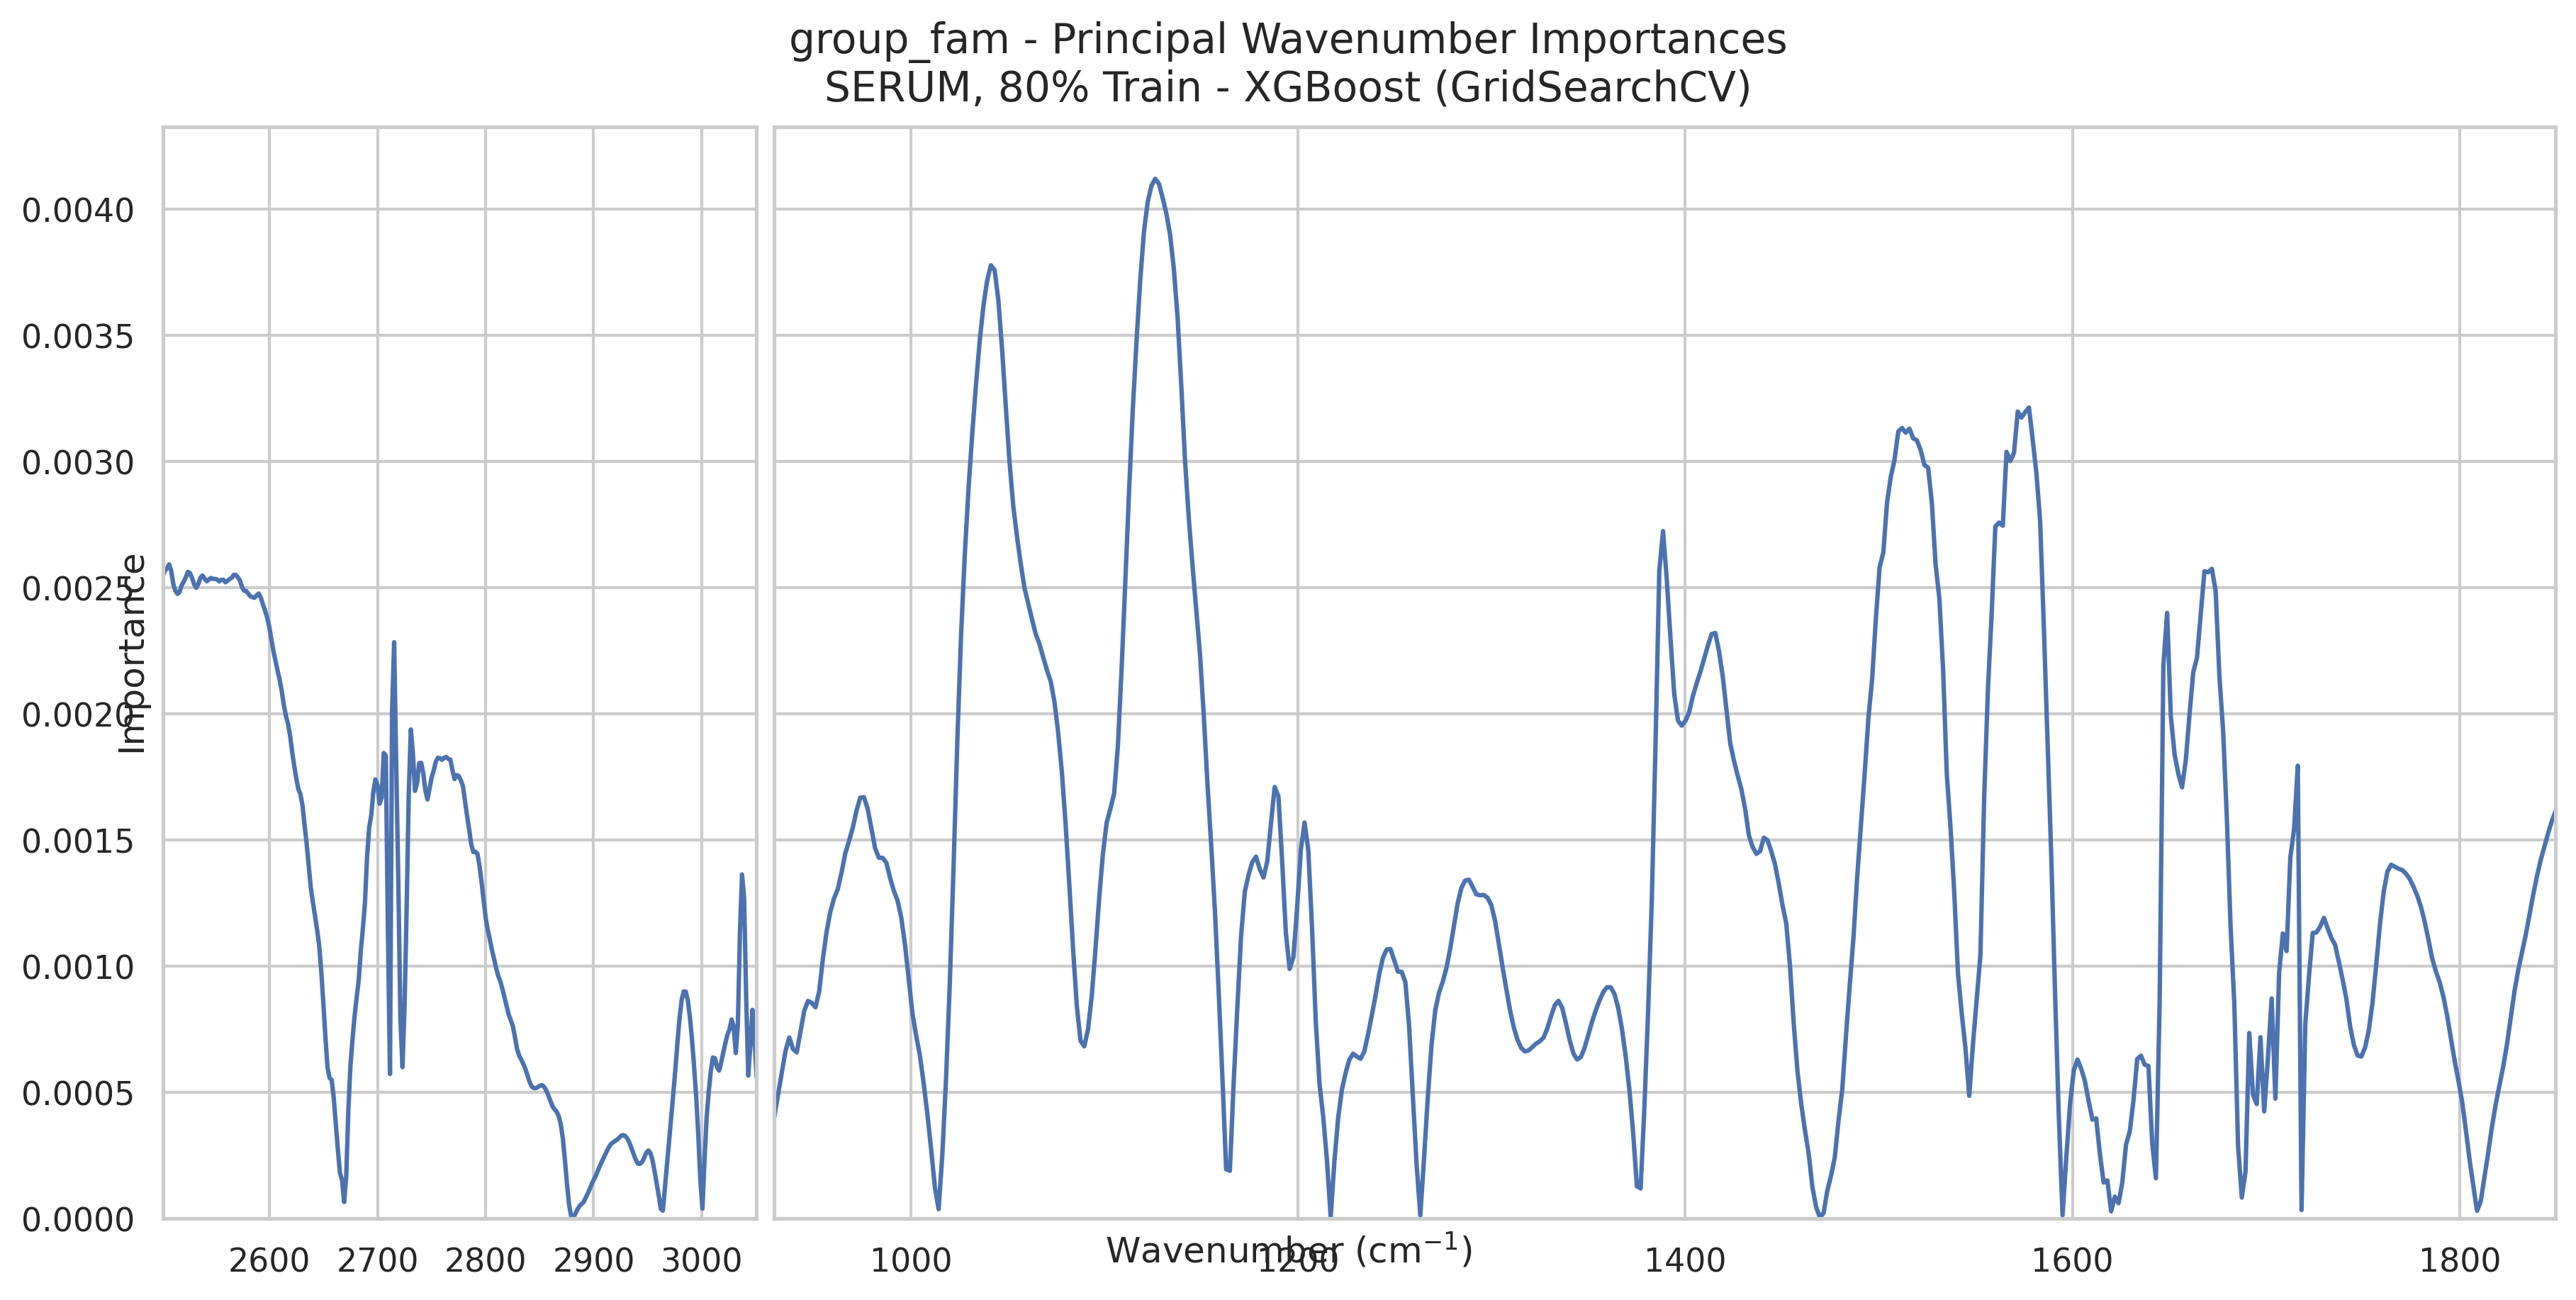 group_fam - Principal Wavenumber Importances
SERUM, 80% Train - XGBoost (GridSearchCV)
Importance
0.0040
0.0035
0.0030
0.0025
0.0020
0.0015
0.0010
0.0005
0.0000
2600 2700 2800 2900 3000
1000 1200 1400 1600 1800
Wavenumber (cm⁻¹)